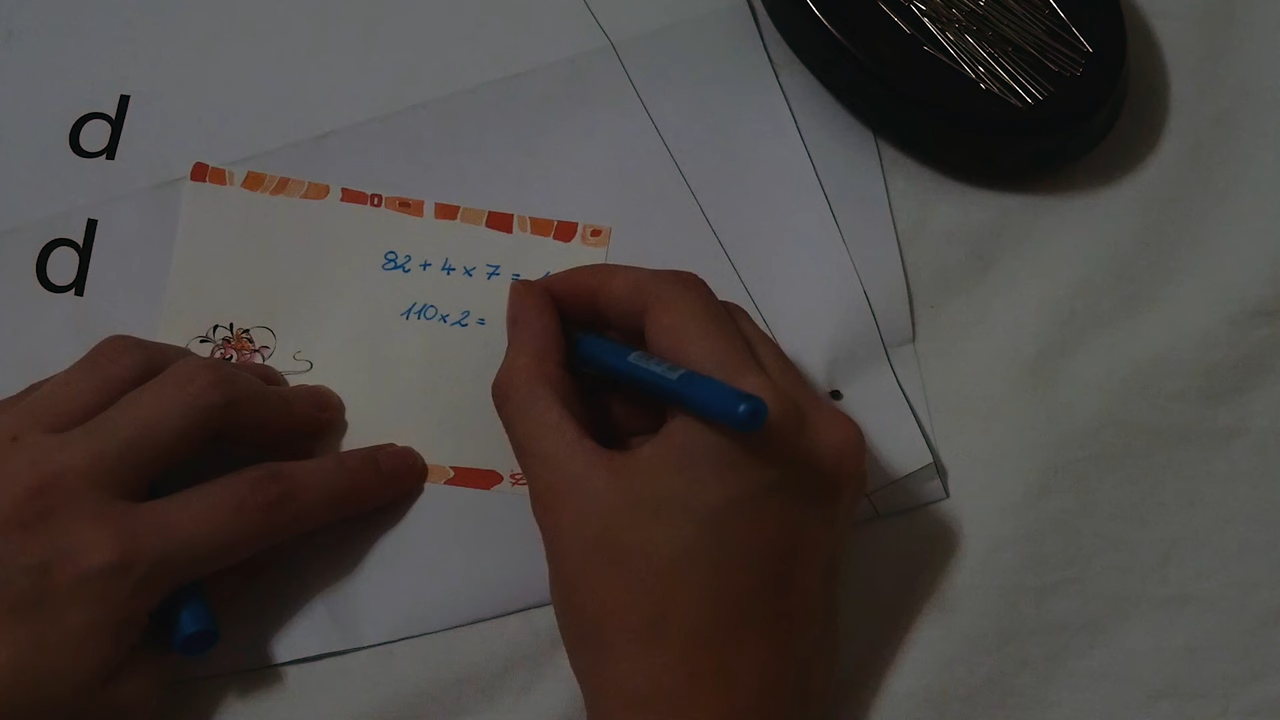 d
d
82 + 4 x 7 =
110 x 2 =